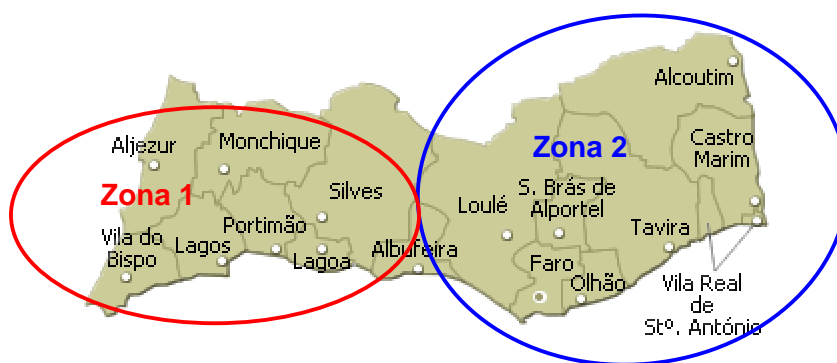 Alcoutim
Aljezur
Monchique
Zona 2
Castro
Marim
Zona 1
Silves
S. Brás de
Alportel
Loulé
Portimão
Tavira
Vila do
Bispo
Lagos
Lagoa
Albufeira
Faro
Olhão
Vila Real
de
Stº. António